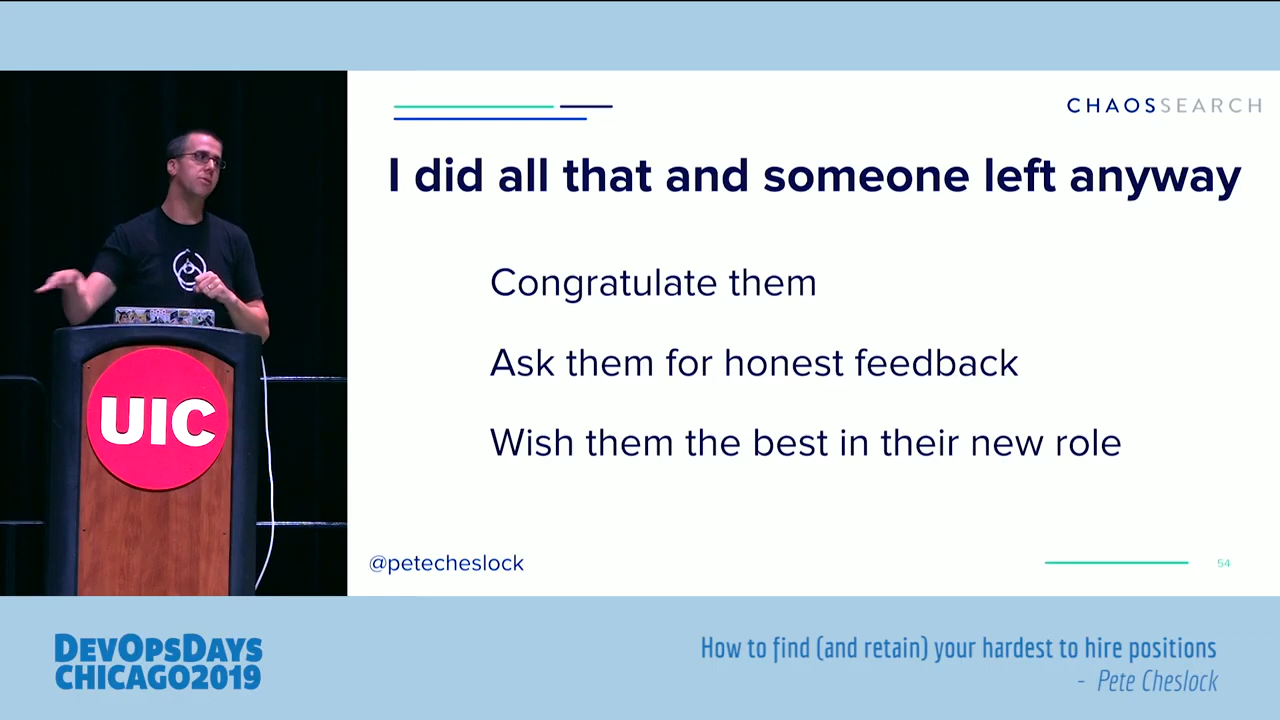 CHAOSSEARCH
I did all that and someone left anyway
Congratulate them
Ask them for honest feedback
Wish them the best in their new role
@petecheslock
54
UIC
DEVOPSDAYS
CHICAGO2019
How to find (and retain) your hardest to hire positions
- Pete Cheslock